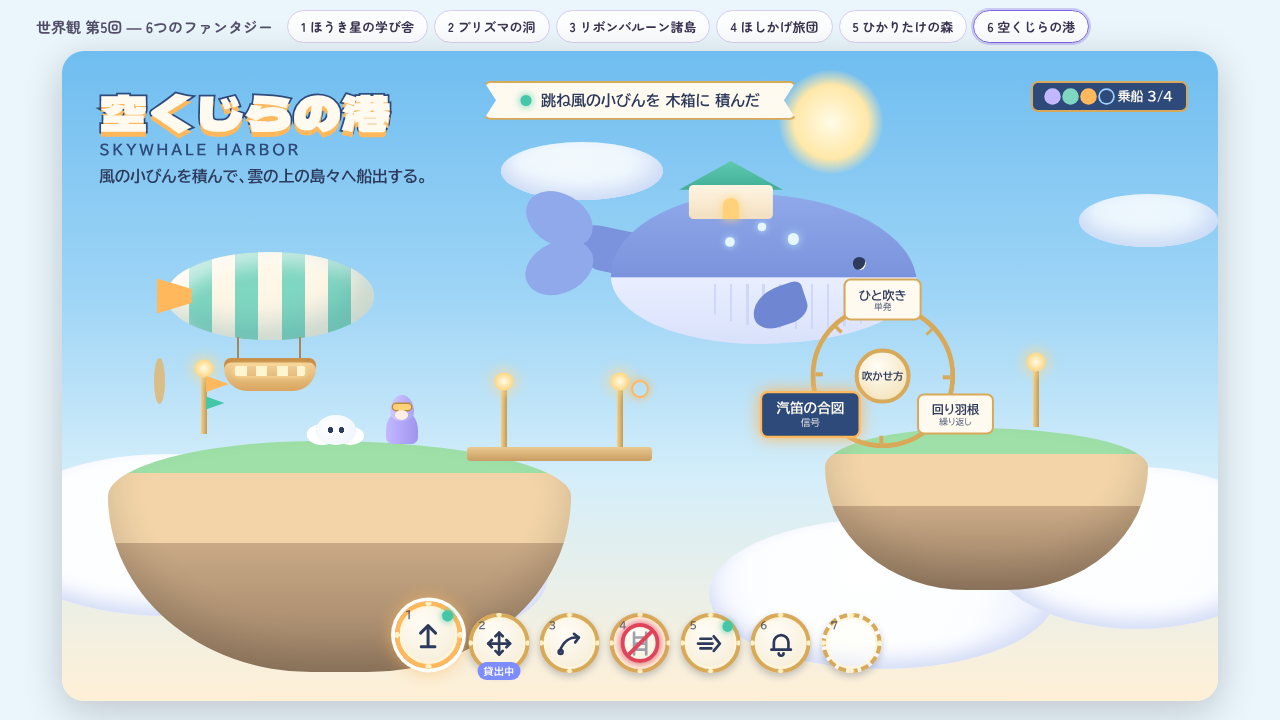 世界観 第5回 — 6つのファンタジー
1 ほうき星の学び舎
2 プリズマの洞
3 リボンバルーン諸島
4 ほしかげ旅団
5 ひかりたけの森
6 空くじらの港
空くじらの港
SKYWHALE HARBOR
風の小びんを積んで、雲の上の島々へ船出する。
跳ね風の小びんを 木箱に 積んだ
乗船 3/4
ひと吹き
単発
吹かせ方
汽笛の合図
信号
回り羽根
繰り返し
1
2
貸出中
3
4
5
6
7